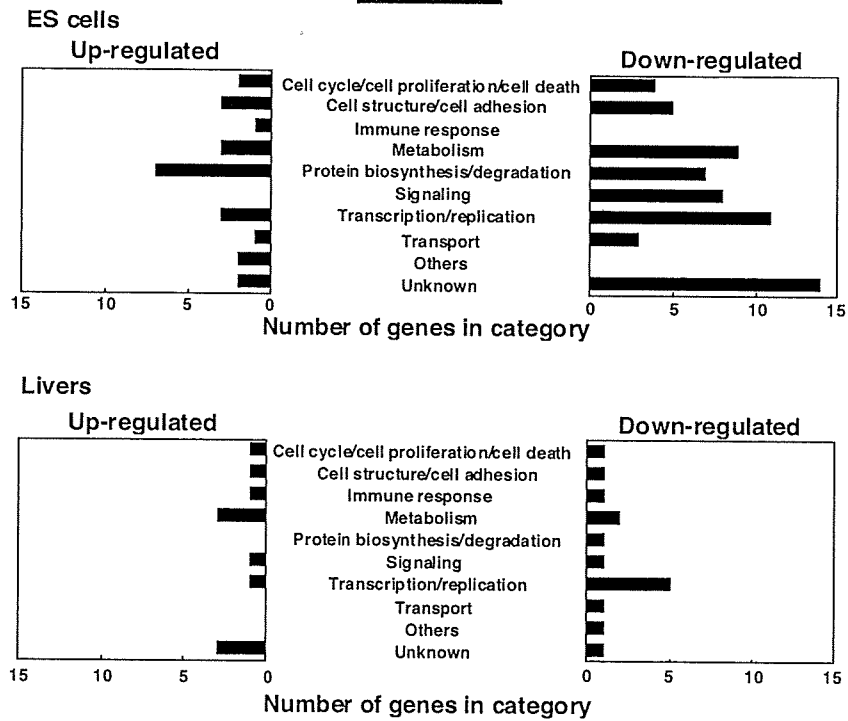 ES cells
Up-regulated
Down-regulated
Cell cycle/cell proliferation/cell death
Cell structure/cell adhesion
Immune response
Metabolism
Protein biosynthesis/degradation
Signaling
Transcription/replication
Transport
Others
Unknown
15 10 5 0
0 5 10 15
Number of genes in category
Livers
Up-regulated
Down-regulated
Cell cycle/cell proliferation/cell death
Cell structure/cell adhesion
Immune response
Metabolism
Protein biosynthesis/degradation
Signaling
Transcription/replication
Transport
Others
Unknown
15 10 5 0
0 5 10 15
Number of genes in category